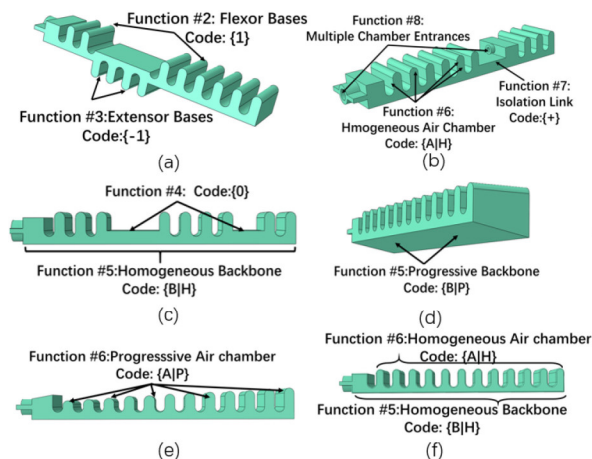 Function #2: Flexor Bases
Code: {1}
Function #3:Extensor Bases
Code:{-1}
(a)
Function #8:
Multiple Chamber Entrances
Function #7:
Isolation Link
Code:{+}
Function #6:
Hmogeneous Air Chamber
Code: {A|H}
(b)
Function #4: Code:{0}
Function #5:Homogeneous Backbone
Code: {B|H}
(c)
Function #5:Progressive Backbone
Code: {B|P}
(d)
Function #6:Progresssive Air chamber
Code: {A|P}
(e)
Function #6:Homogeneous Air chamber
Code: {A|H}
Function #5:Homogeneous Backbone
Code: {B|H}
(f)